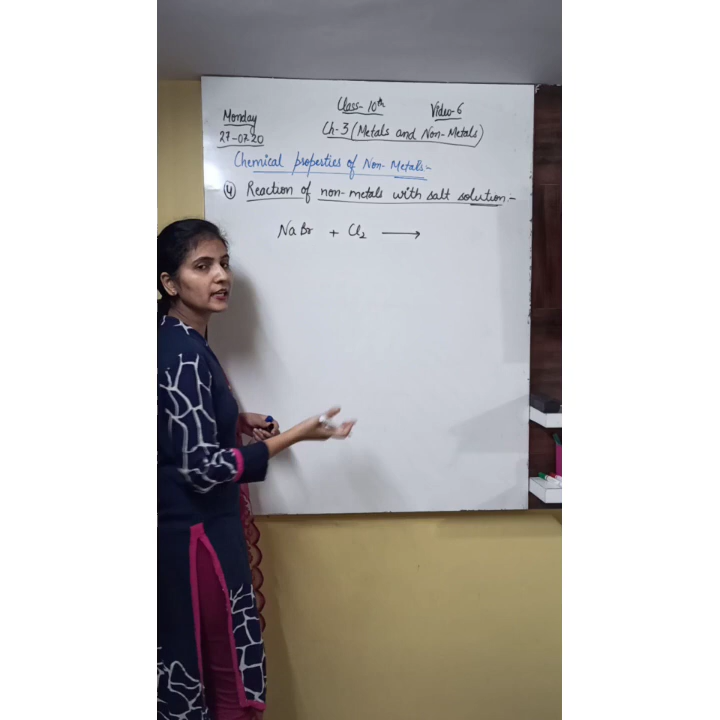 Class- 10th Video-6
Monday
27-07-20
Ch-3 (Metals and Non-Metals)
Chemical properties of Non-Metals-
④ Reaction of non-metals with salt solution:-
NaBr + Cl₂ ⟶